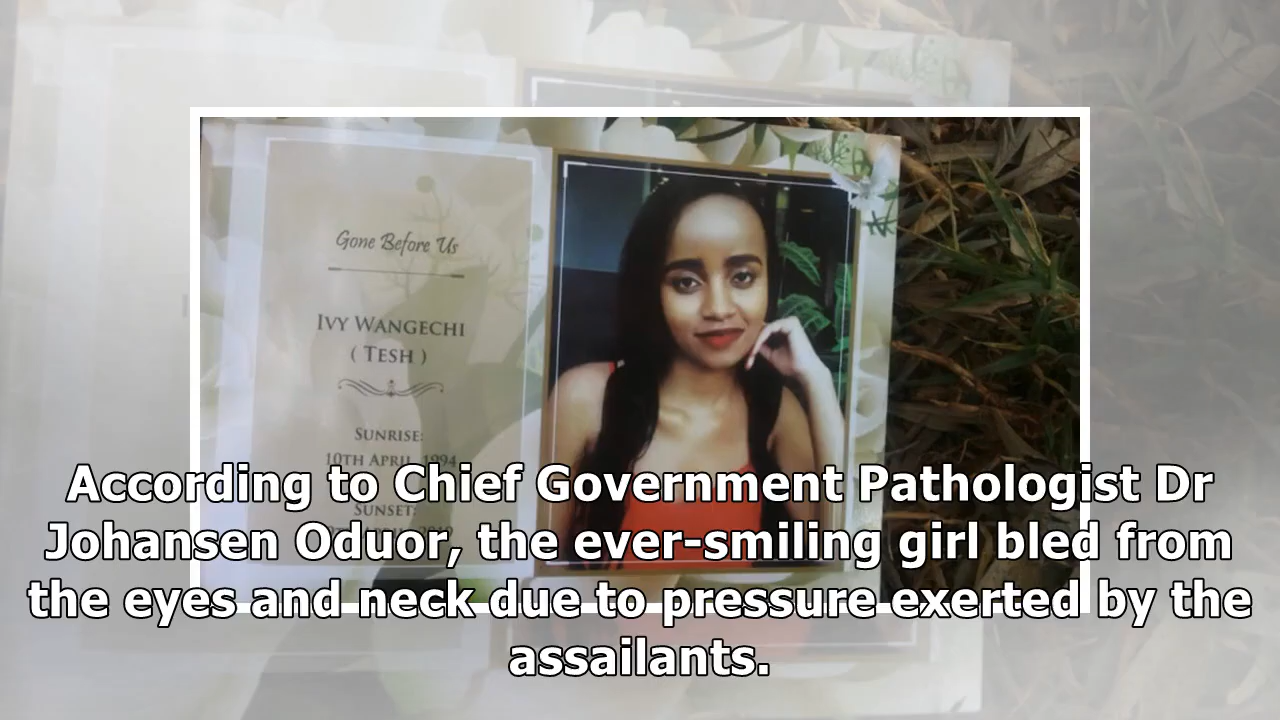 Gone Before Us
Ivy Wangechi
( Tesh )
Sunrise:
10th April 1994
Sunset:
According to Chief Government Pathologist Dr
Johansen Oduor, the ever-smiling girl bled from
the eyes and neck due to pressure exerted by the
assailants.